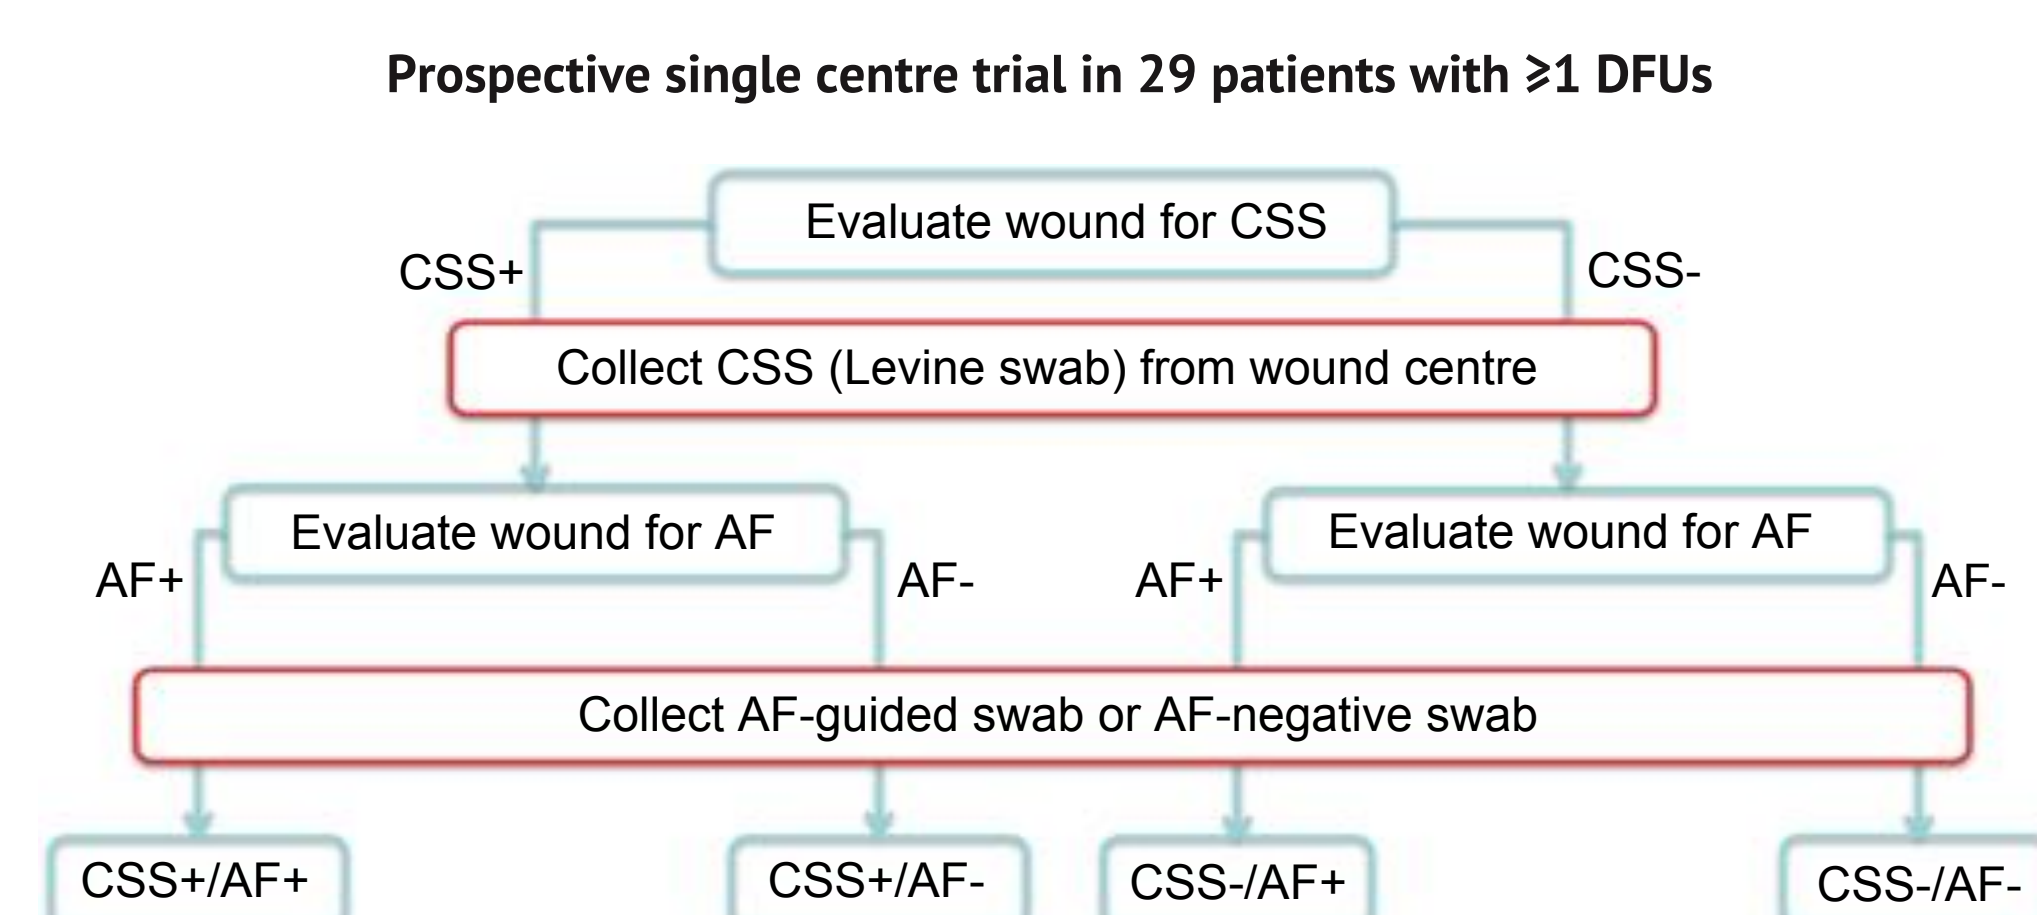 Prospective single centre trial in 29 patients with ⩾1 DFUs
Evaluate wound for CSS
CSS+
CSS-
Collect CSS (Levine swab) from wound centre
Evaluate wound for AF
Evaluate wound for AF
AF+
AF-
AF+
AF-
Collect AF-guided swab or AF-negative swab
CSS+/AF+
CSS+/AF-
CSS-/AF+
CSS-/AF-